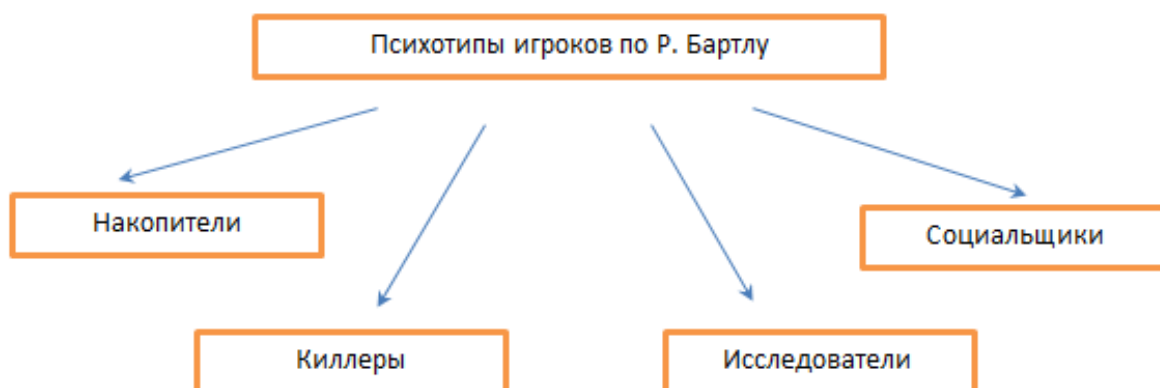 Психотипы игроков по Р. Бартлу
Накопители
Социальщики
Киллеры
Исследователи